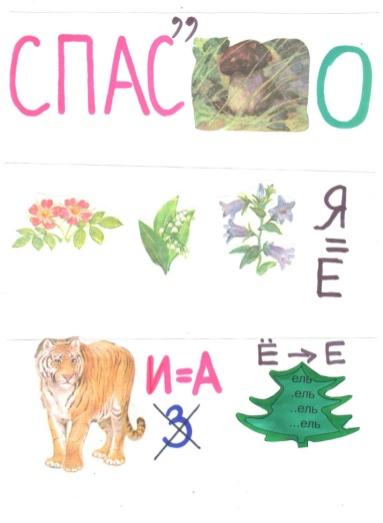 СПАС ,, О
Я
=
Е
И=А
З
Ё → Е
ель
..ель
..ель
...ель